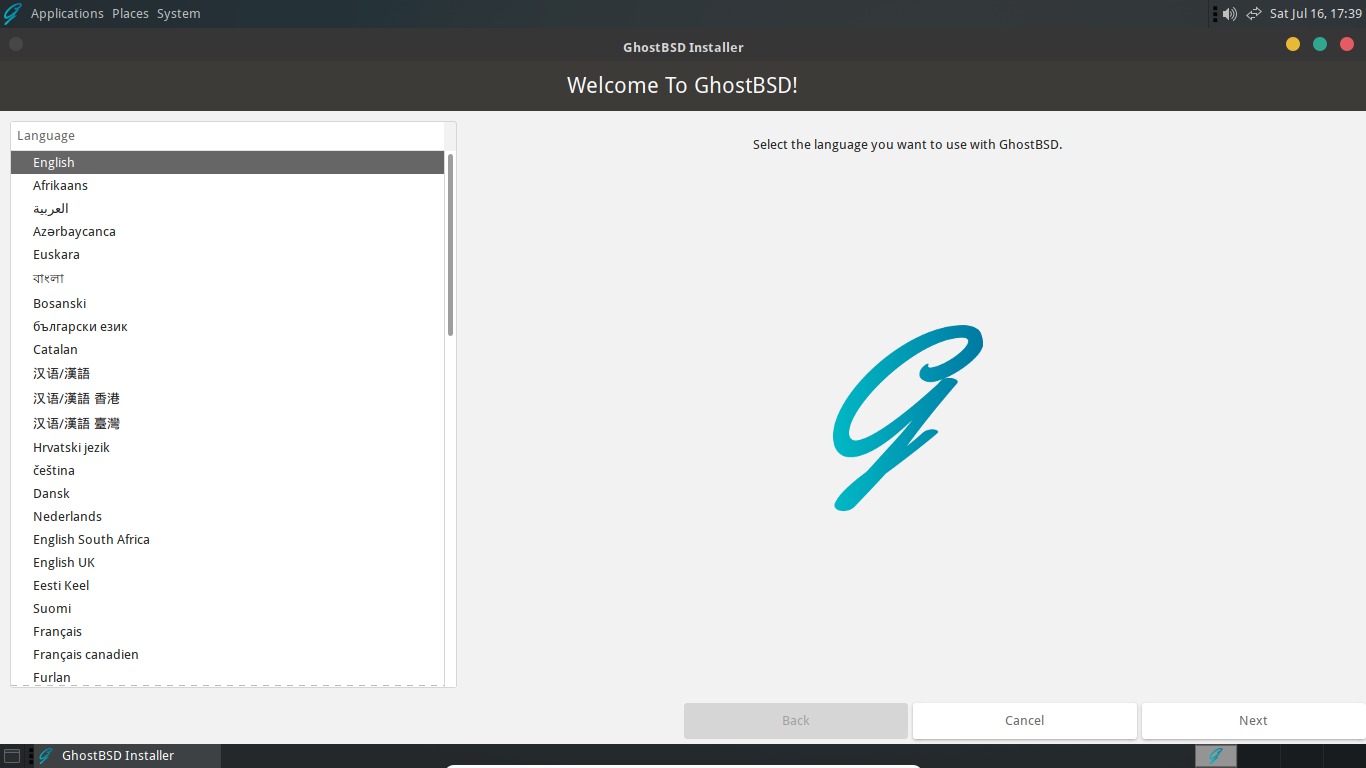 Applications Places System
Sat Jul 16, 17:39
GhostBSD Installer
Welcome To GhostBSD!
Language
English
Afrikaans
العربية
Azərbaycanca
Euskara
বাংলা
Bosanski
български език
Catalan
汉语/漢語
汉语/漢語 香港
汉语/漢語 臺灣
Hrvatski jezik
čeština
Dansk
Nederlands
English South Africa
English UK
Eesti Keel
Suomi
Français
Français canadien
Furlan
Select the language you want to use with GhostBSD.
Back
Cancel
Next
GhostBSD Installer